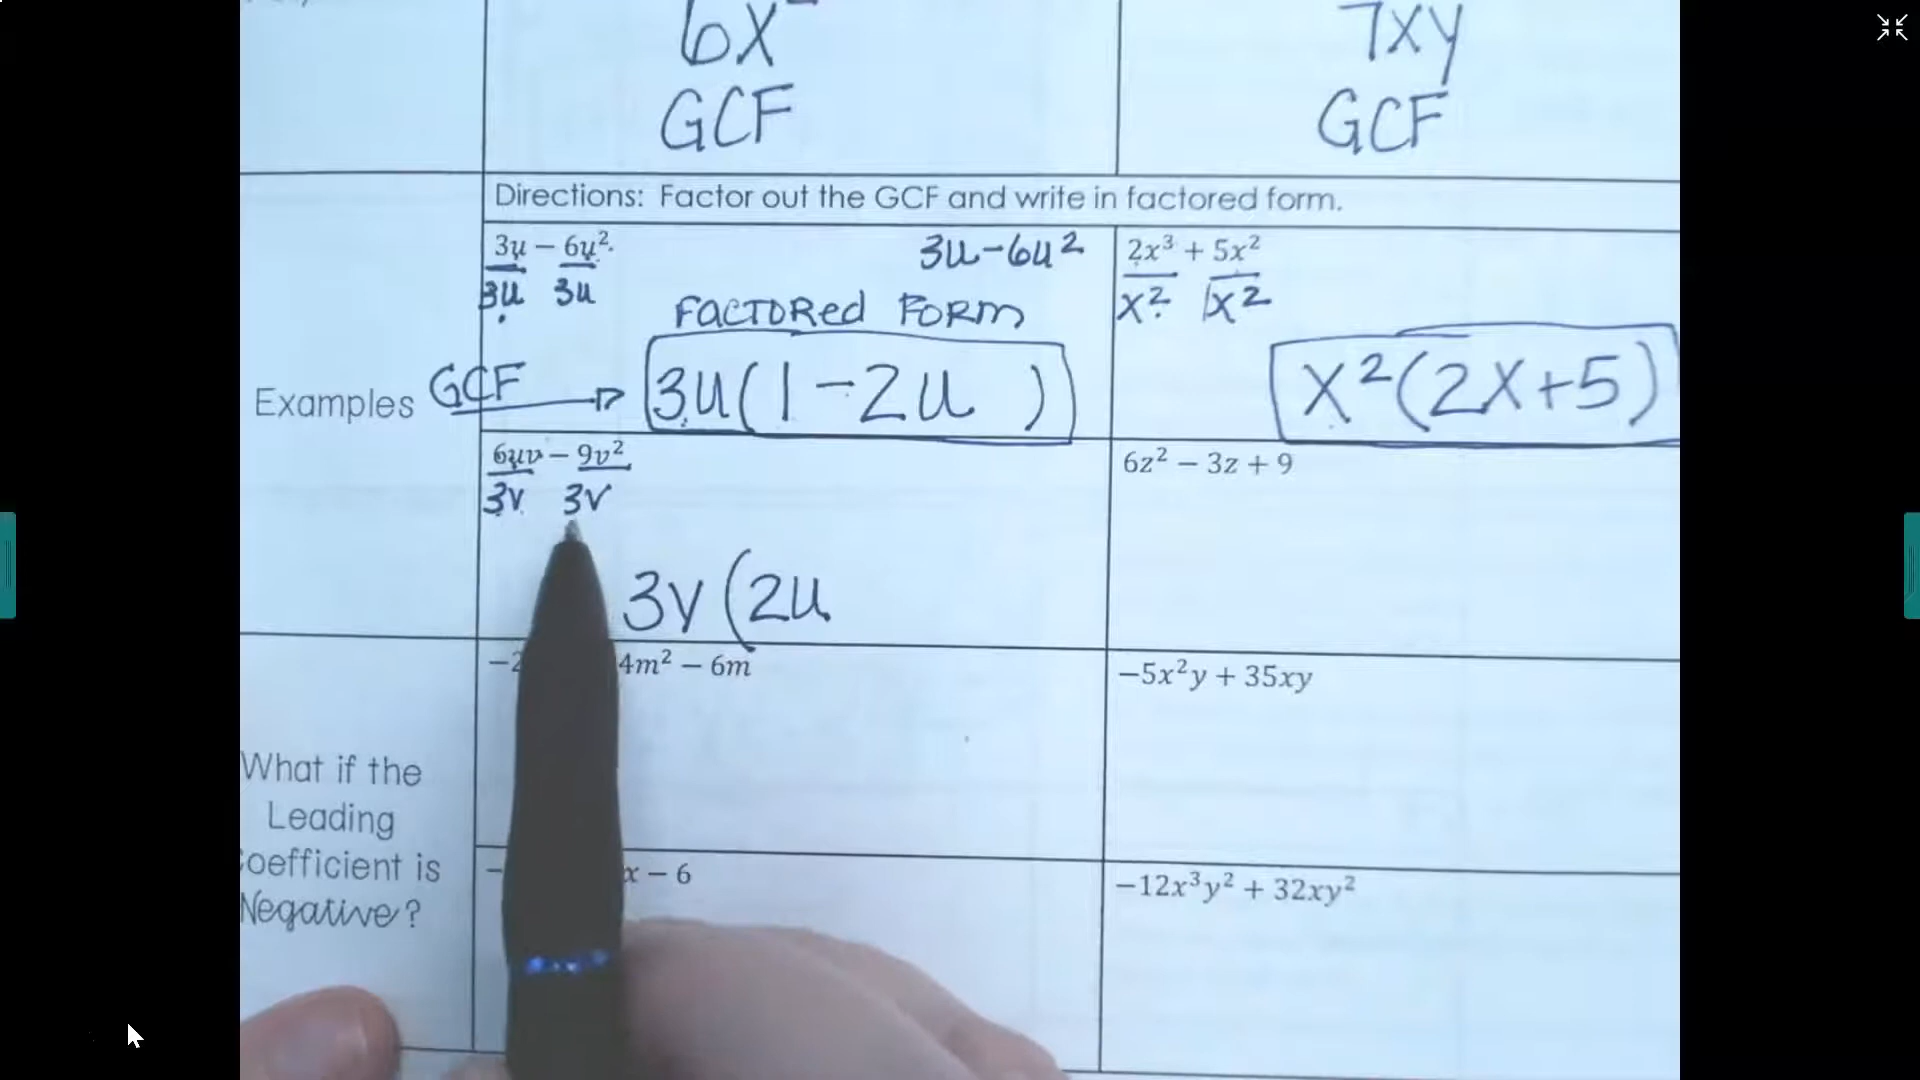 6x
GCF
7xy
GCF
Directions: Factor out the GCF and write in factored form.
3u − 6u²
3u 3u
3u-6u²
FACTORed FORM
GCF
3u(1-2u )
2x³ + 5x²
x² x²
x²(2x+5)
Examples
6uv − 9v²
3v 3v
3v(2u
6z² − 3z + 9
What if the
Leading
oefficient is
Negative?
4m² − 6m
−5x²y + 35xy
x − 6
−12x³y² + 32xy²